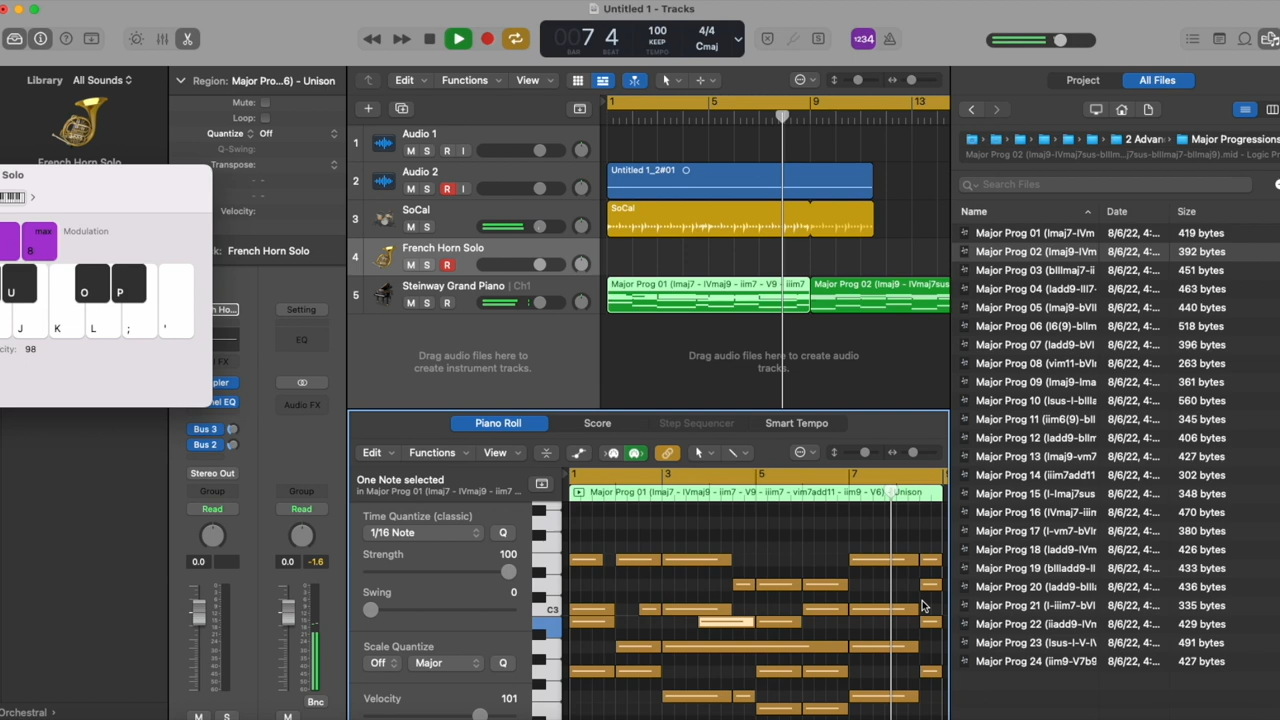 Untitled 1 - Tracks
007 4
BAR BEAT
100
KEEP
TEMPO
4/4
Cmaj
1234
Library All Sounds
French Horn Solo
Solo
max
8
Modulation
U O P
J K L ; '
98
Region: Major Pro...6) - Unison
Mute:
Loop:
Quantize Off
Q-Swing:
Transpose:
Velocity:
French Horn Solo
Setting
EQ
Audio FX
Bus 3
Bus 2
Stereo Out
Group Group
Read Read
0.0 0.0 -1.6
Bnc
M S M
Orchestral
Edit Functions View
1 5 9 13
1 Audio 1
M S R I
2 Audio 2
M S R I
3 SoCal
M S
4 French Horn Solo
M S R
5 Steinway Grand Piano | Ch1
M S R
Untitled 1_2#01
SoCal
Major Prog 01 (Imaj7 - IVmaj9 - iim7 - V9 - iiim7
Major Prog 02 (Imaj9 - IVmaj7sus
Drag audio files here to
create instrument tracks.
Drag audio files here to create audio
tracks.
Piano Roll Score Step Sequencer Smart Tempo
Edit Functions View
One Note selected
in Major Prog 01 (Imaj7 - IVmaj9 - iim7 ...
1 3 5 7
Major Prog 01 (Imaj7 - IVmaj9 - iim7 - V9 - iiim7 - vim7add11 - iim9 - V6)
Time Quantize (classic)
1/16 Note Q
Strength 100
Swing 0
Scale Quantize
Off Major Q
Velocity 101
C3
Project All Files
2 Advan Major Progressions
Search Files
Name Date Size
Major Prog 01 (Imaj7-IVm 8/6/22, 4:... 419 bytes
Major Prog 02 (Imaj9-IVm 8/6/22, 4:... 392 bytes
Major Prog 03 (bIIImaj7-ii 8/6/22, 4:... 451 bytes
Major Prog 04 (Iadd9-III7- 8/6/22, 4:... 463 bytes
Major Prog 05 (Imaj9-bVI 8/6/22, 4:... 440 bytes
Major Prog 06 (I6(9)-bIIm 8/6/22, 4:... 518 bytes
Major Prog 07 (Iadd9-bVI 8/6/22, 4:... 396 bytes
Major Prog 08 (vim11-bVI 8/6/22, 4:... 263 bytes
Major Prog 09 (Imaj9-Ima 8/6/22, 4:... 361 bytes
Major Prog 10 (Isus-I-bIIIa 8/6/22, 4:... 560 bytes
Major Prog 11 (iim6(9)-bII 8/6/22, 4:... 345 bytes
Major Prog 12 (Iadd9-bIIm 8/6/22, 4:... 406 bytes
Major Prog 13 (Imaj9-vm7 8/6/22, 4:... 427 bytes
Major Prog 14 (iiim7add11 8/6/22, 4:... 302 bytes
Major Prog 15 (I-Imaj7sus 8/6/22, 4:... 348 bytes
Major Prog 16 (IVmaj7-iiin 8/6/22, 4:... 470 bytes
Major Prog 17 (I-vm7-bVIn 8/6/22, 4:... 380 bytes
Major Prog 18 (Iadd9-IVm 8/6/22, 4:... 426 bytes
Major Prog 19 (bIIIadd9-II 8/6/22, 4:... 433 bytes
Major Prog 20 (Iadd9-bIIIa 8/6/22, 4:... 436 bytes
Major Prog 21 (I-iiim7-bVI 8/6/22, 4:... 335 bytes
Major Prog 22 (iiadd9-IVm 8/6/22, 4:... 429 bytes
Major Prog 23 (Isus-I-V-I\ 8/6/22, 4:... 491 bytes
Major Prog 24 (iim9-V7b9 8/6/22, 4:... 427 bytes